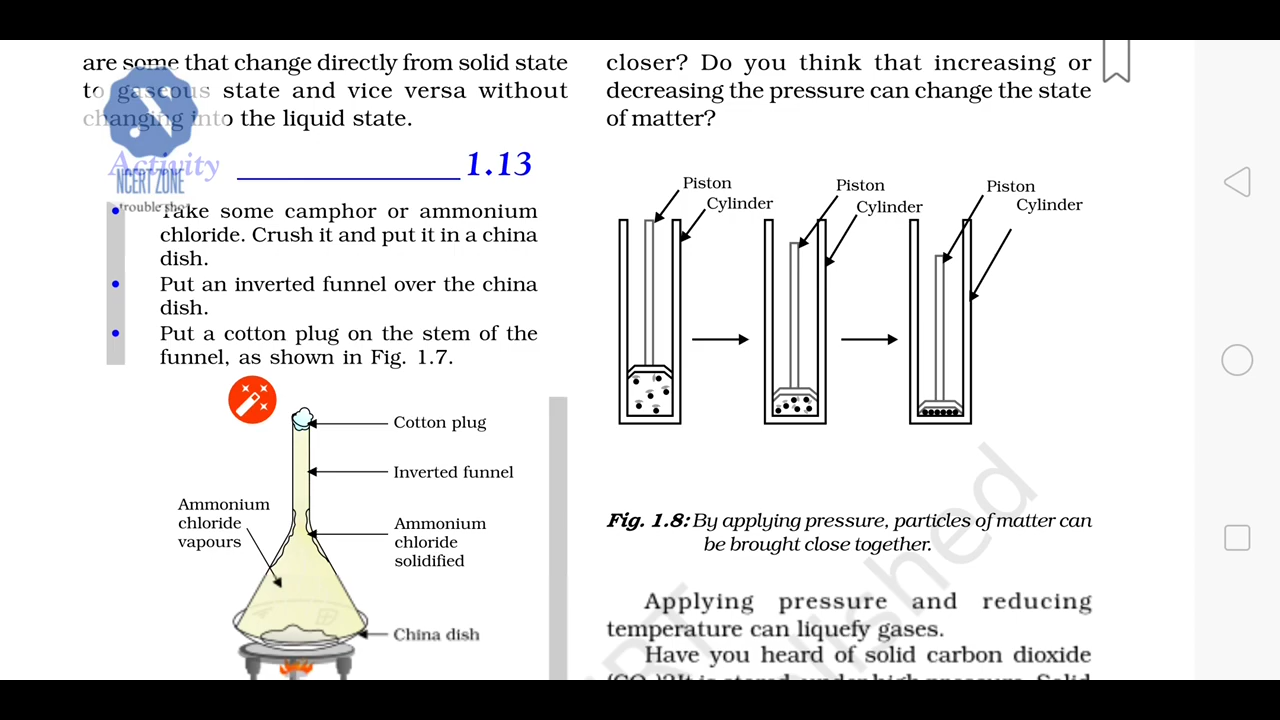 are some that change directly from solid state
to gaseous state and vice versa without
changing into the liquid state.
Activity 1.13
NCERT ZONE
trouble shot
• Take some camphor or ammonium
chloride. Crush it and put it in a china
dish.
• Put an inverted funnel over the china
dish.
• Put a cotton plug on the stem of the
funnel, as shown in Fig. 1.7.
Cotton plug
Inverted funnel
Ammonium
chloride
vapours
Ammonium
chloride
solidified
China dish
closer? Do you think that increasing or
decreasing the pressure can change the state
of matter?
Piston
Cylinder
Piston
Cylinder
Piston
Cylinder
Fig. 1.8: By applying pressure, particles of matter can
be brought close together.
Applying pressure and reducing
temperature can liquefy gases.
Have you heard of solid carbon dioxide